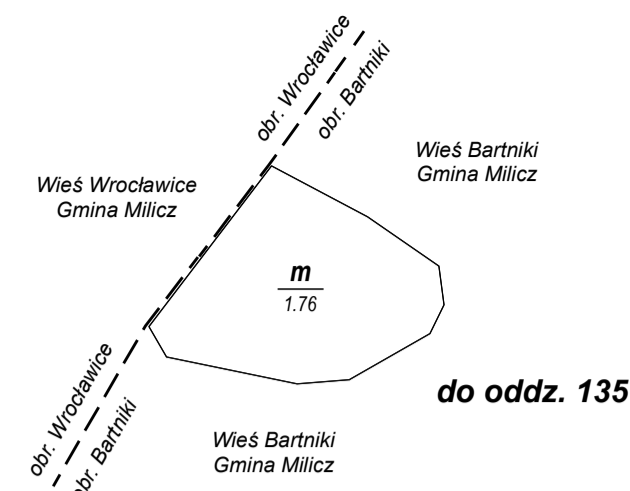 obr. Wrocławice
obr. Bartniki
Wieś Bartniki
Gmina Milicz
Wieś Wrocławice
Gmina Milicz
m
1.76
do oddz. 135
obr. Wrocławice
obr. Bartniki
Wieś Bartniki
Gmina Milicz